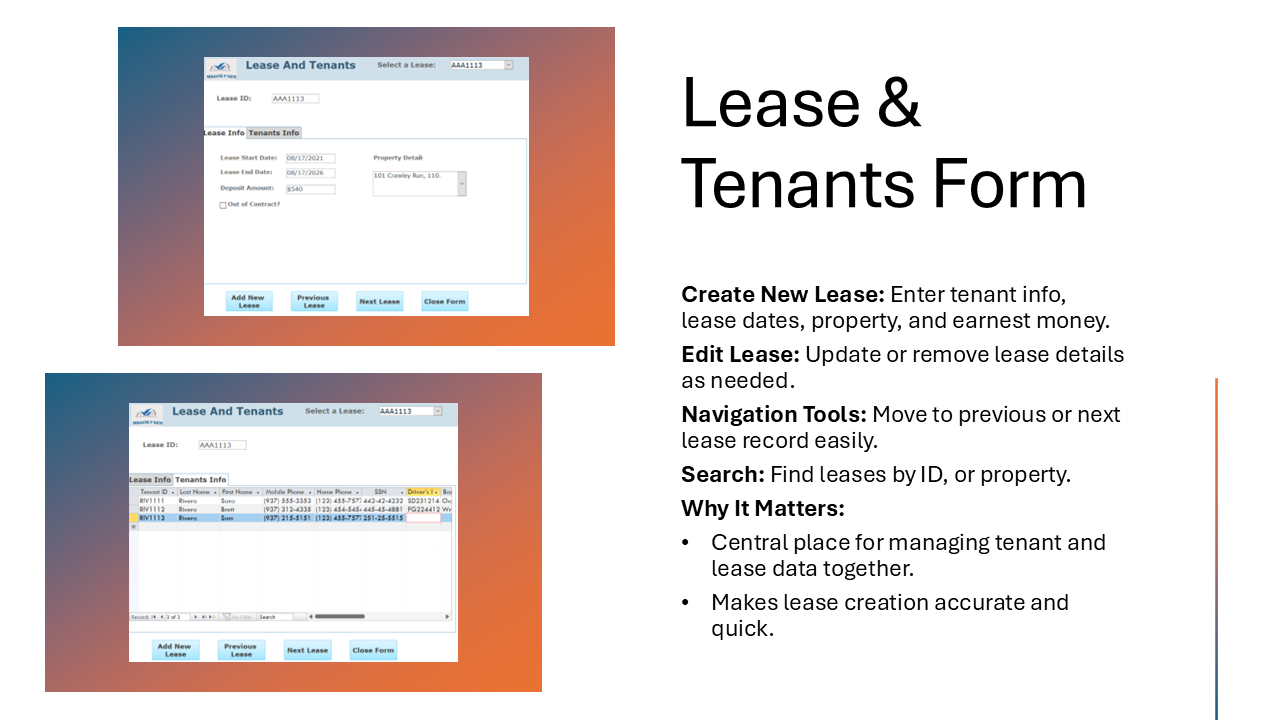 Lease And Tenants
Select a Lease: AAA1113
Lease ID: AAA1113
Lease Info Tenants Info
Lease Start Date: 08/17/2021
Property Detail
Lease End Date: 08/17/2026
101 Crawley Run, 110.
Deposit Amount: $540
Out of Contract?
Add New Lease
Previous Lease
Next Lease
Close Form
Lease And Tenants
Select a Lease: AAA1113
Lease ID: AAA1113
Lease Info Tenants Info
Tenant ID Last Name First Name Mobile Phone Home Phone SSN Driver's l
RIV1111 Rivera Sara (937) 555-3353 (123) 455-757 442-42-4232 SD231214
RIV1112 Rivera Brett (937) 312-4335 (123) 454-545 445-45-4881 FG224412
RIV1113 Rivera Sam (937) 215-5151 (123) 455-757 251-25-5515
Record: 3 of 3 No Filter Search
Add New Lease
Previous Lease
Next Lease
Close Form
Lease &
Tenants Form
Create New Lease: Enter tenant info,
lease dates, property, and earnest money.
Edit Lease: Update or remove lease details
as needed.
Navigation Tools: Move to previous or next
lease record easily.
Search: Find leases by ID, or property.
Why It Matters:
• Central place for managing tenant and
lease data together.
• Makes lease creation accurate and
quick.